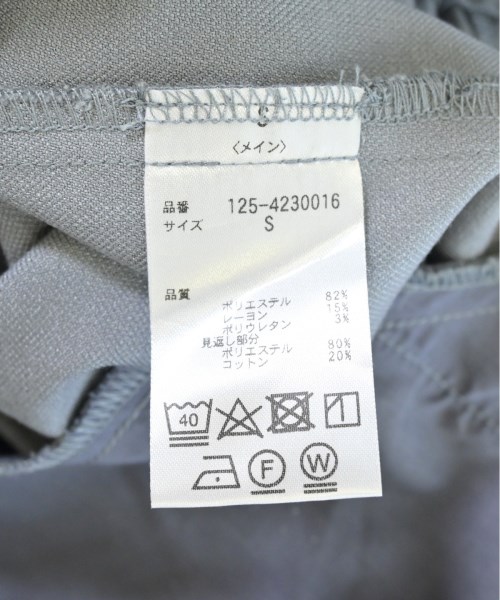 S
〈メイン〉
品番 125-4230016
サイズ S
品質
ポリエステル 82%
レーヨン 15%
ポリウレタン 3%
見返し部分
ポリエステル 80%
コットン 20%
40
F W